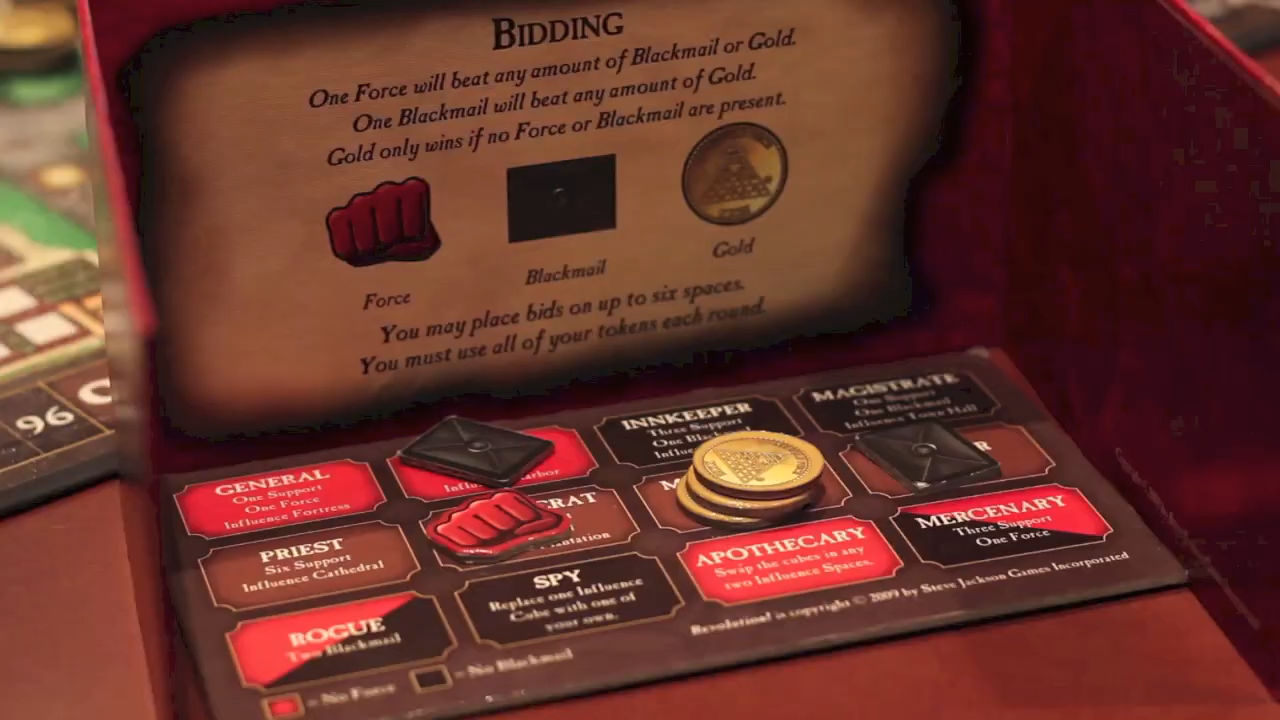 BIDDING
One Force will beat any amount of Blackmail or Gold.
One Blackmail will beat any amount of Gold.
Gold only wins if no Force or Blackmail are present.
Force
Blackmail
Gold
You may place bids on up to six spaces.
You must use all of your tokens each round.
96
GENERAL
One Support
One Force
Influence Fortress
INNKEEPER
Three Support
One
MAGISTRATE
One Support
One Blackmail
Influence Town Hall
PRIEST
Six Support
Influence Cathedral
APOTHECARY
Swap the cubes in any
two Influence Spaces.
MERCENARY
Three Support
One Force
ROGUE
Two Blackmail
SPY
Replace one Influence
Cube with one of
your own.
Revolution! is copyright © 2009 by Steve Jackson Games Incorporated
= No Force
= No Blackmail